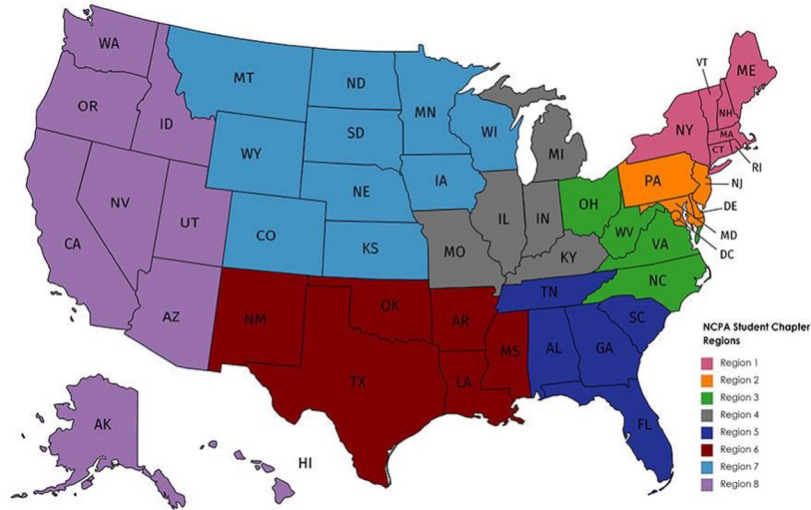 WA
MT
ND
MN
VT
ME
OR
ID
SD
WI
NH
NY
MA
CT
RI
WY
MI
IA
NE
PA
NJ
NV
UT
CO
KS
IL
IN
OH
DE
MD
DC
CA
MO
WV
VA
KY
NC
AZ
NM
OK
AR
TN
SC
MS
AL
GA
TX
LA
FL
AK
HI
NCPA Student Chapter
Regions
Region 1
Region 2
Region 3
Region 4
Region 5
Region 6
Region 7
Region 8